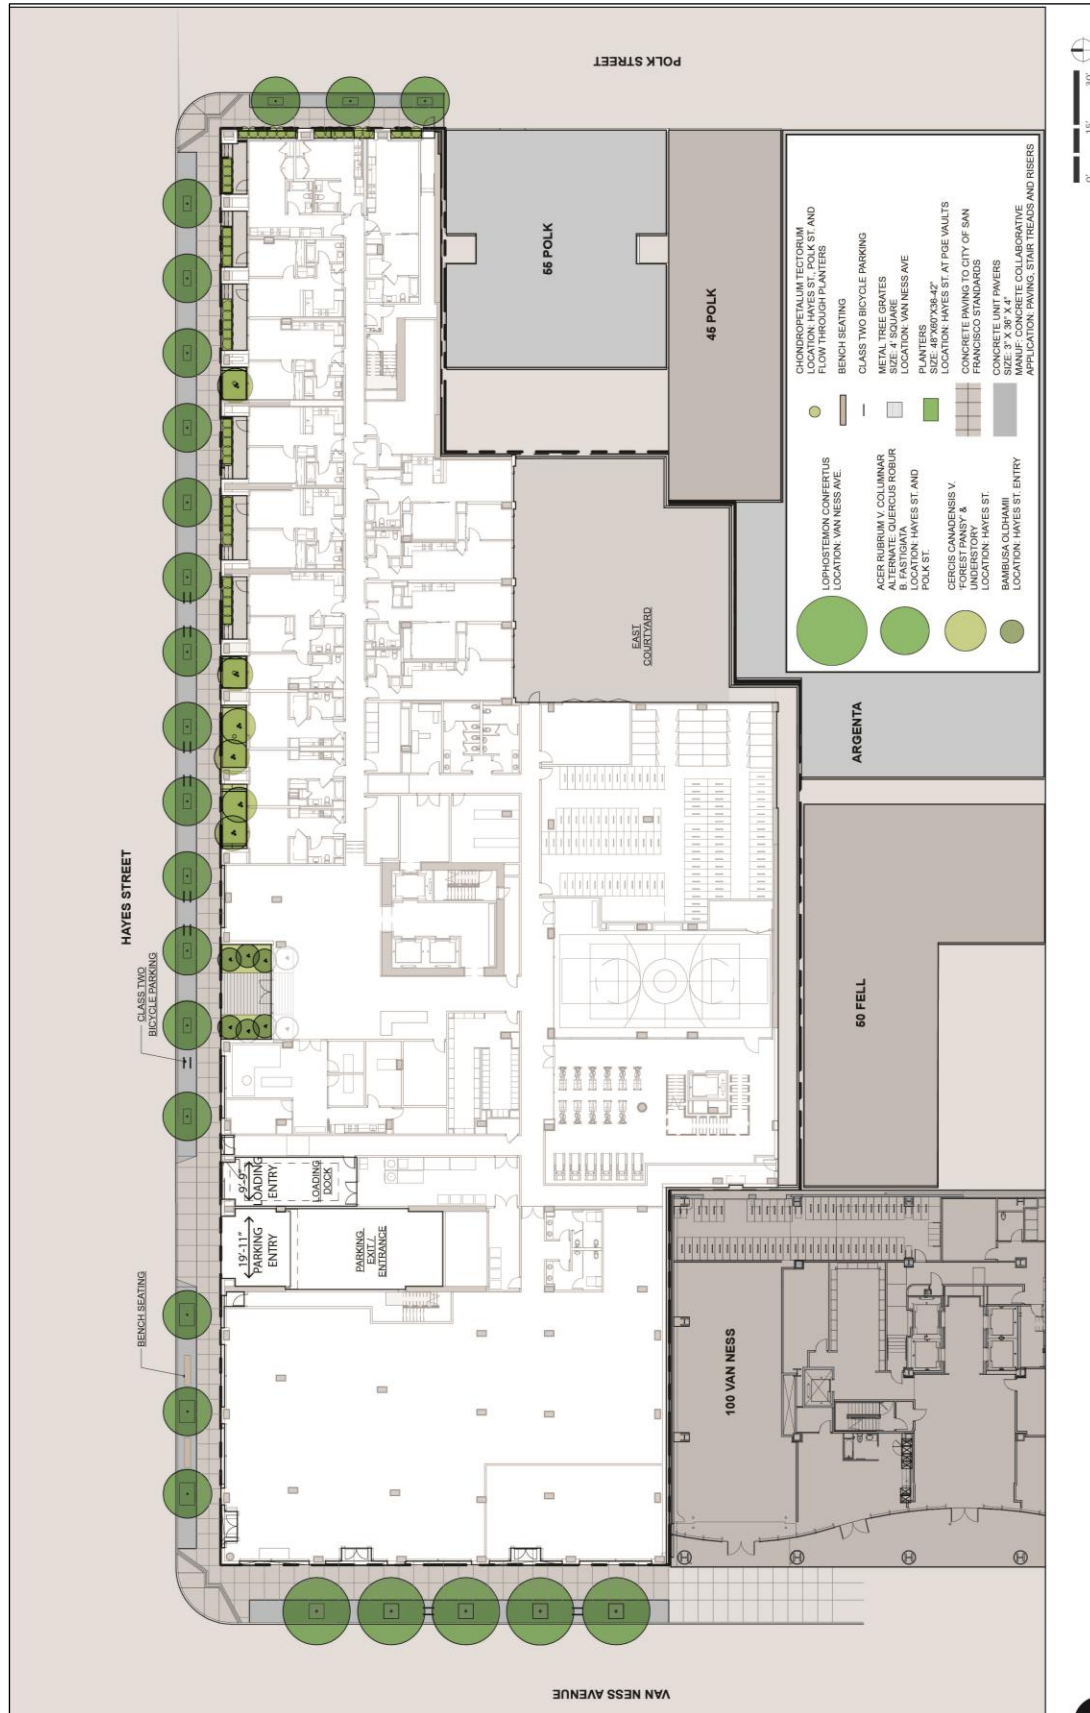 POLK STREET
HAYES STREET
CLASS TWO
BICYCLE PARKING
BENCH SEATING
VAN NESS AVENUE
55 POLK
45 POLK
EAST
COURTYARD
ARGENTA
50 FELL
100 VAN NESS
9'-9"
LOADING
ENTRY
LOADING
DOCK
19'-11"
PARKING
ENTRY
PARKING
EXIT /
ENTRANCE
LOPHOSTEMON CONFERTUS
LOCATION: VAN NESS AVE.
ACER RUBRUM V. COLUMNAR
ALTERNATE: QUERCUS ROBUR
B. FASTIGIATA
LOCATION: HAYES ST. AND
POLK ST.
CERCIS CANADENSIS V.
'FOREST PANSY' &
UNDERSTORY
LOCATION: HAYES ST.
BAMBUSA OLDHAMII
LOCATION: HAYES ST. ENTRY
CHONDROPETALUM TECTORUM
LOCATION: HAYES ST., POLK ST. AND
FLOW THROUGH PLANTERS
BENCH SEATING
CLASS TWO BICYCLE PARKING
METAL TREE GRATES
SIZE: 4' SQUARE
LOCATION: VAN NESS AVE
PLANTERS
SIZE: 48"X60"X36-42"
LOCATION: HAYES ST. AT PGE VAULTS
CONCRETE PAVING TO CITY OF SAN
FRANCISCO STANDARDS
CONCRETE UNIT PAVERS
SIZE: 3" X 36" X 4"
MANUF: CONCRETE COLLABORATIVE
APPLICATION: PAVING, STAIR TREADS AND RISERS
0' 15' 30'